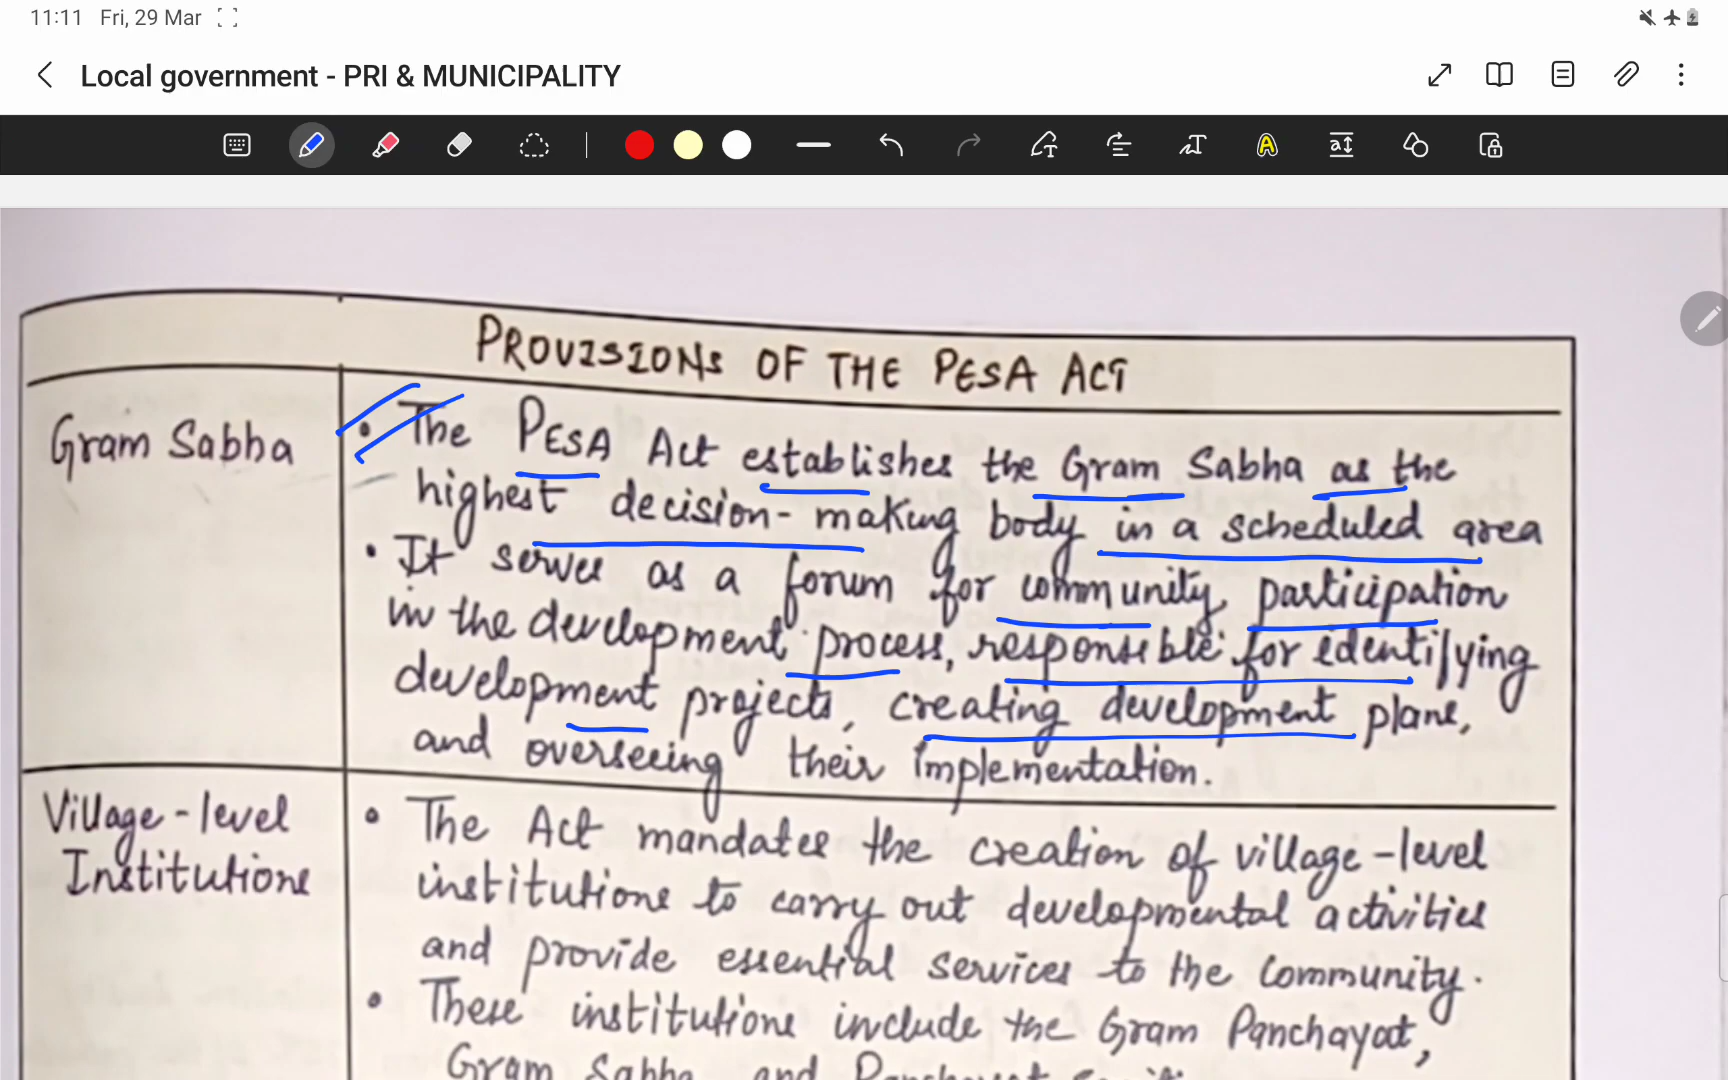 11:11 Fri, 29 Mar
Local government - PRI & MUNICIPALITY
PROVISIONS OF THE PESA ACT
Gram Sabha
• The PESA Act establishes the Gram Sabha as the
highest decision-making body in a scheduled area
• It serves as a forum for community participation
in the development process, responsible for identifying
development projects, creating development plans,
and overseeing their implementation.
Village-level
Institutions
• The Act mandates the creation of village-level
institutions to carry out developmental activities
and provide essential services to the community.
• These institutions include the Gram Panchayat,
Gram Sabha, and Panchayat